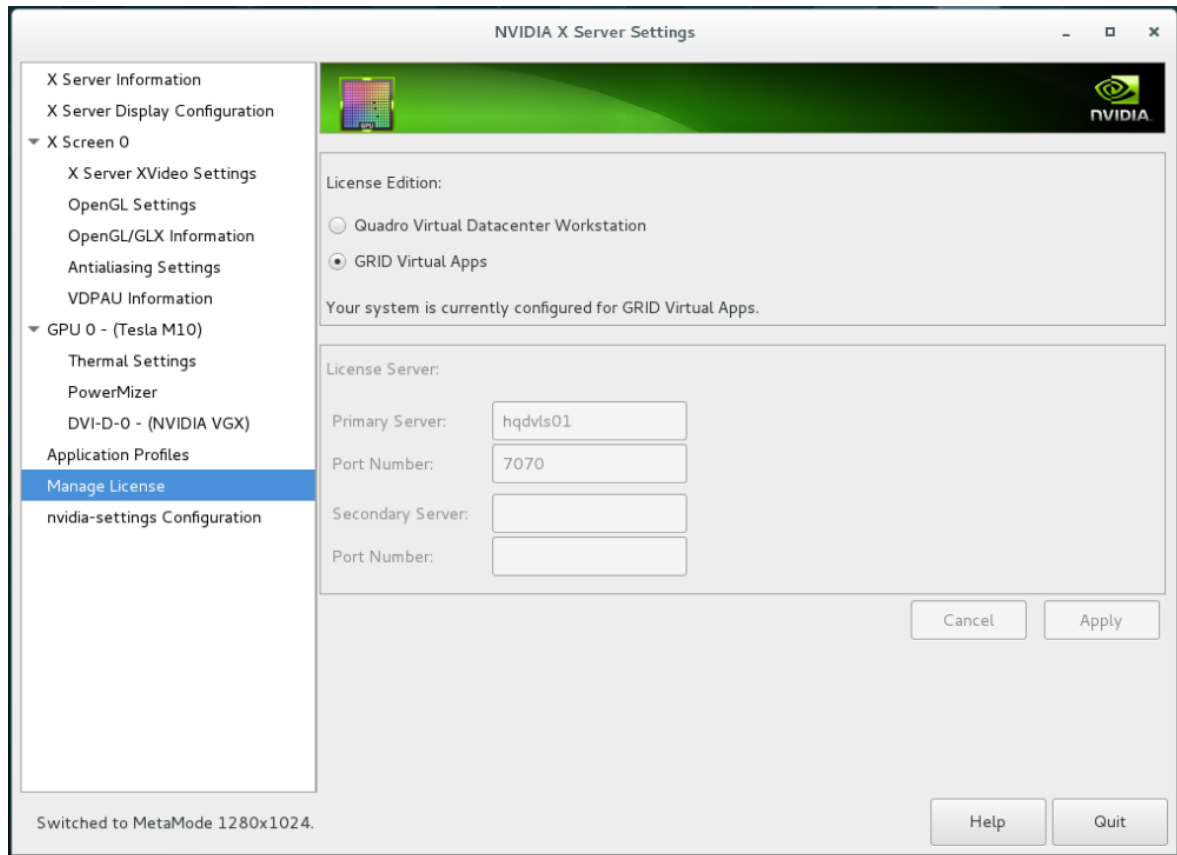 NVIDIA X Server Settings
X Server Information
X Server Display Configuration
X Screen 0
X Server XVideo Settings
OpenGL Settings
OpenGL/GLX Information
Antialiasing Settings
VDPAU Information
GPU 0 - (Tesla M10)
Thermal Settings
PowerMizer
DVI-D-0 - (NVIDIA VGX)
Application Profiles
Manage License
nvidia-settings Configuration
GPU
NVIDIA.
License Edition:
Quadro Virtual Datacenter Workstation
GRID Virtual Apps
Your system is currently configured for GRID Virtual Apps.
License Server:
Primary Server: hqdvls01
Port Number: 7070
Secondary Server:
Port Number:
Cancel Apply
Switched to MetaMode 1280x1024.
Help Quit